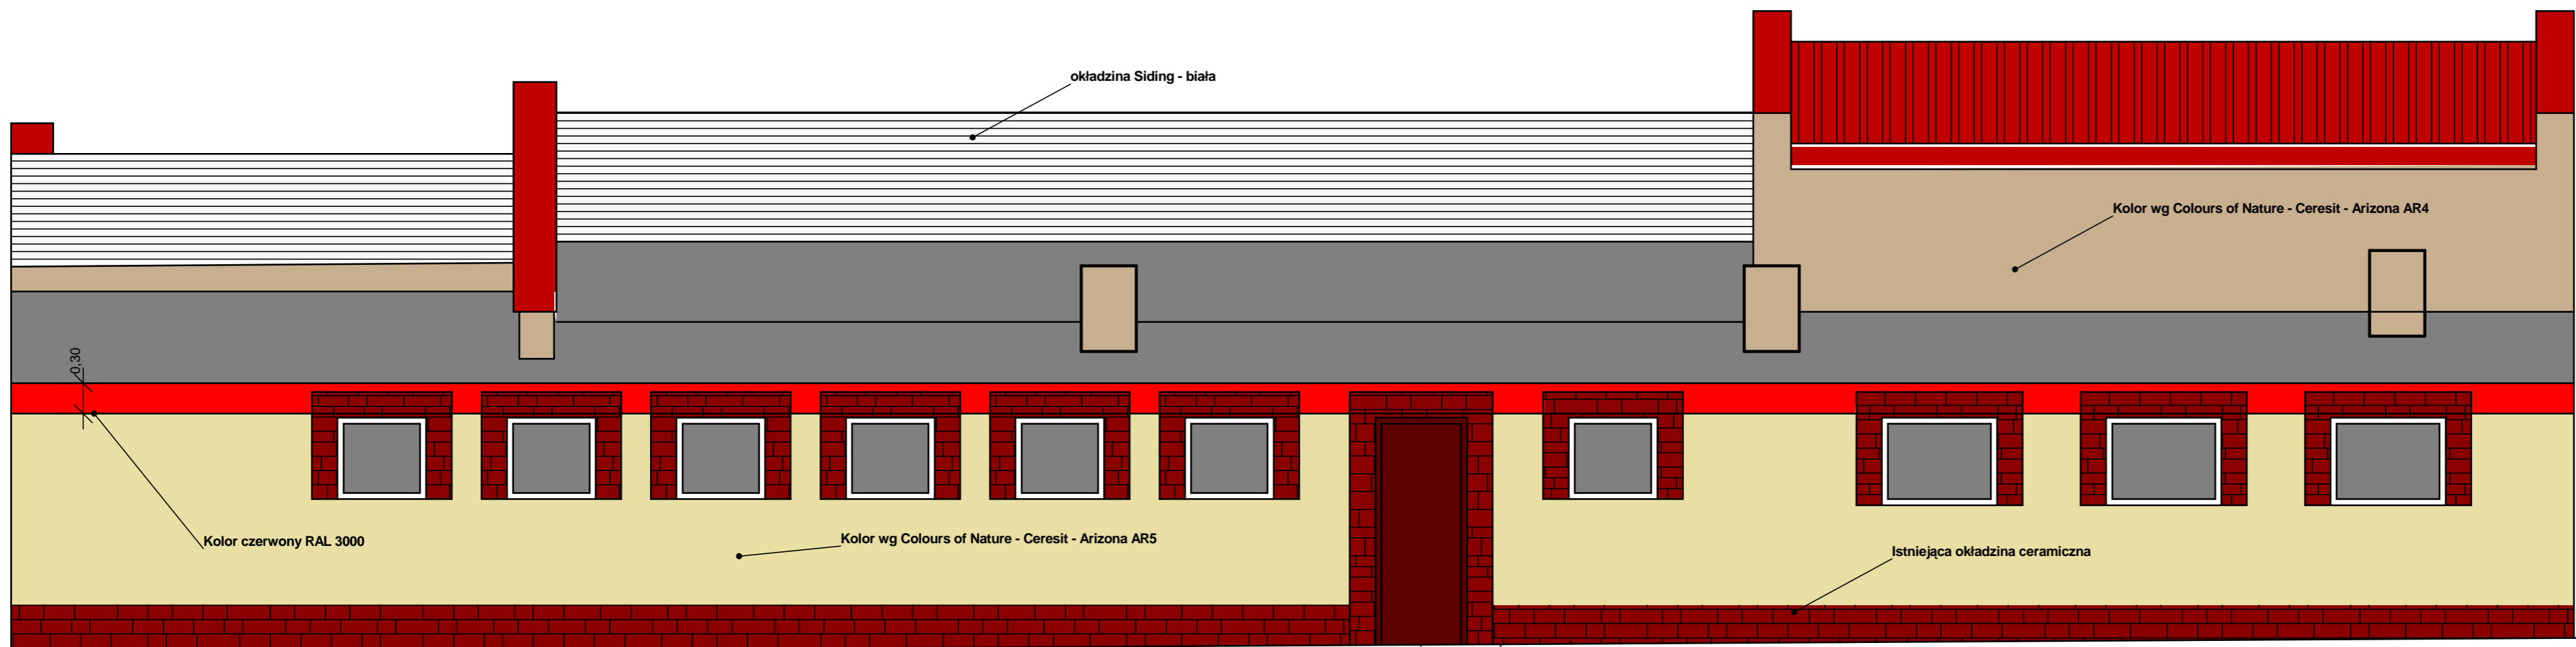 okładzina Siding - biała
Kolor wg Colours of Nature - Ceresit - Arizona AR4
0,30
Kolor czerwony RAL 3000
Kolor wg Colours of Nature - Ceresit - Arizona AR5
Istniejąca okładzina ceramiczna